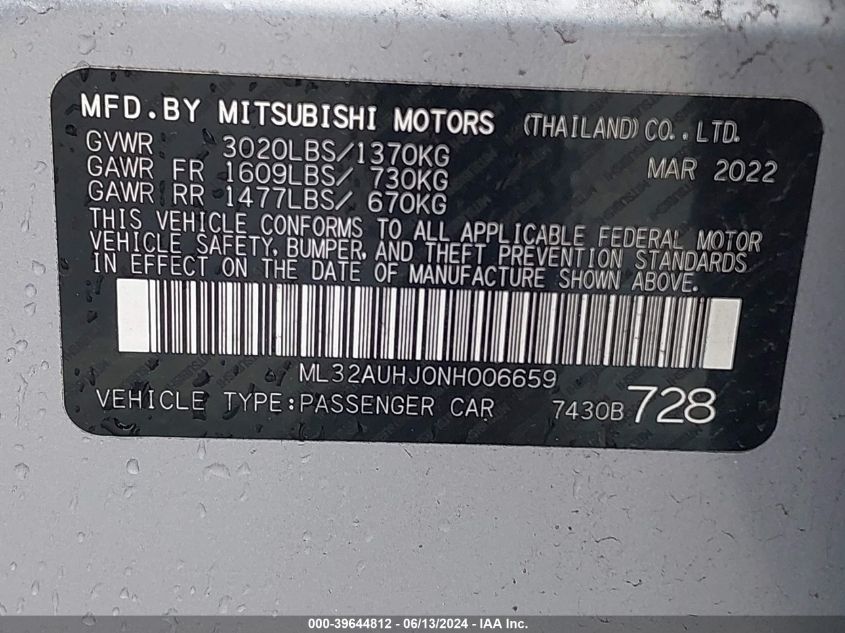 MFD.BY MITSUBISHI MOTORS (THAILAND) CO.,LTD.
GVWR 3020LBS/1370KG MAR 2022
GAWR FR 1609LBS/ 730KG
GAWR RR 1477LBS/ 670KG
THIS VEHICLE CONFORMS TO ALL APPLICABLE FEDERAL MOTOR
VEHICLE SAFETY, BUMPER, AND THEFT PREVENTION STANDARDS
IN EFFECT ON THE DATE OF MANUFACTURE SHOWN ABOVE.
ML32AUHJ0NH006659
VEHICLE TYPE:PASSENGER CAR 7430B 728
000-39644812 - 06/13/2024 - IAA Inc.